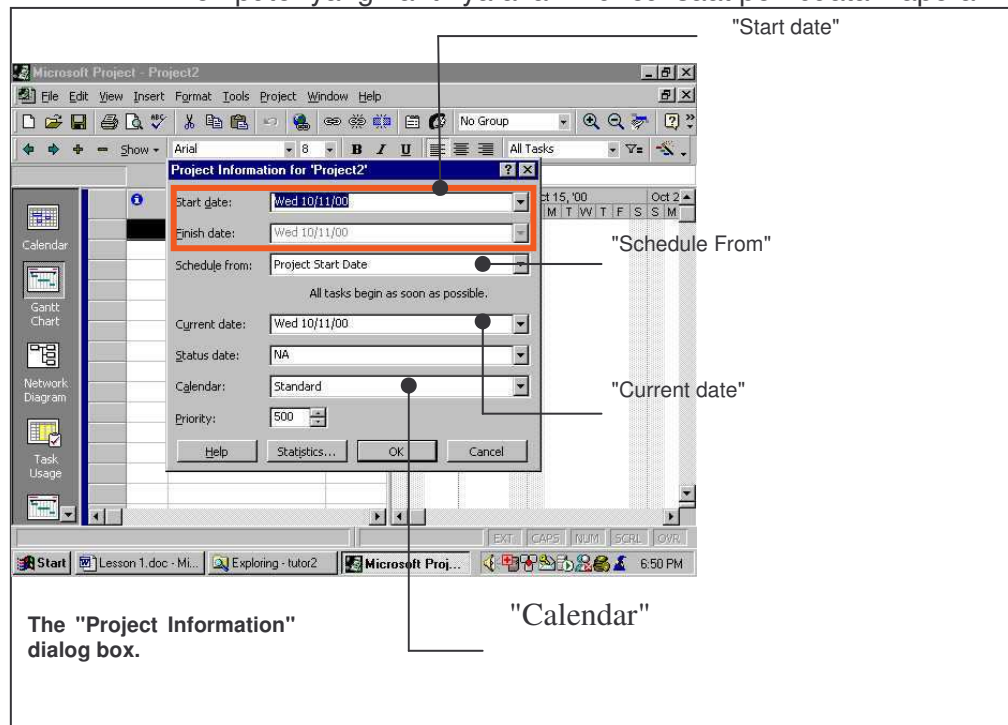 "Start date"
Microsoft Project - Project2
File Edit View Insert Format Tools Project Window Help
No Group
Show Arial 8 B I U All Tasks
Project Information for 'Project2'
Start date: Wed 10/11/00
Finish date: Wed 10/11/00
Schedule from: Project Start Date
All tasks begin as soon as possible.
Current date: Wed 10/11/00
Status date: NA
Calendar: Standard
Priority: 500
Help Statistics... OK Cancel
ct 15, '00 Oct 2
M T W T F S S M
Calendar
Gantt
Chart
Network
Diagram
Task
Usage
"Schedule From"
"Current date"
EXT CAPS NUM SCRL OVR
Start Lesson 1.doc - Mi... Exploring - tutor2 Microsoft Proj... 6:50 PM
"Calendar"
The "Project Information"
dialog box.